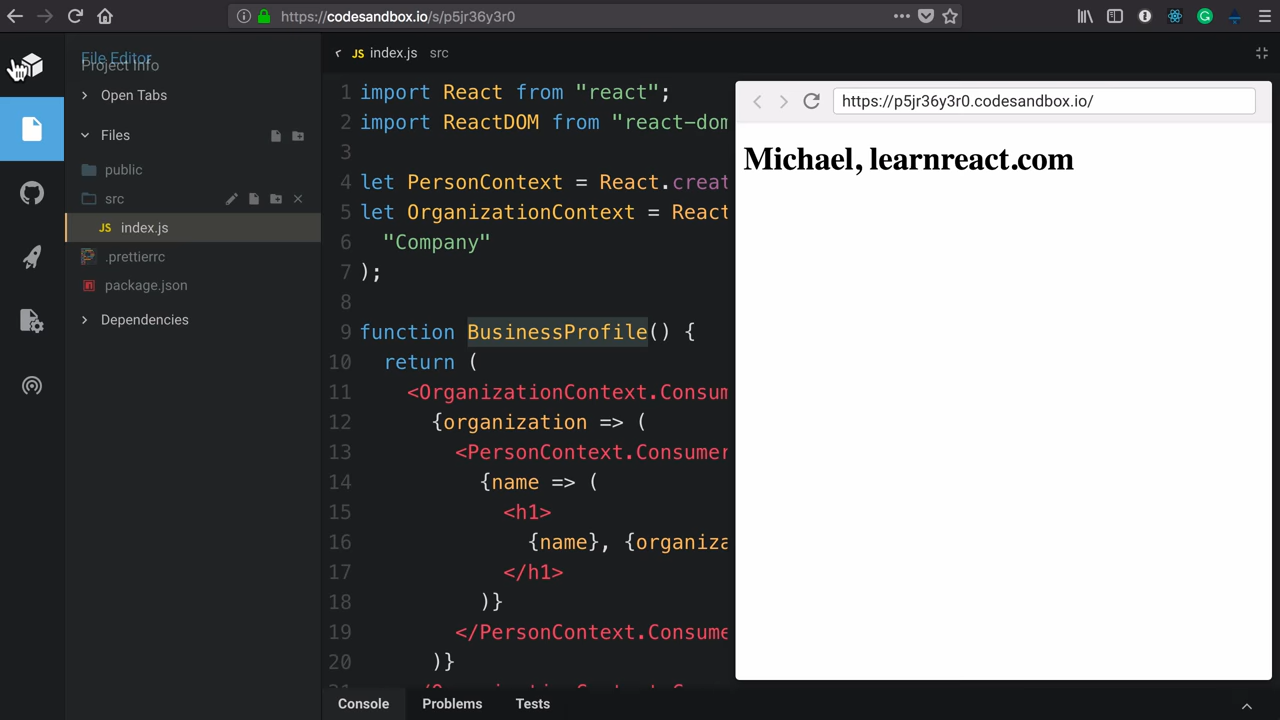 https://codesandbox.io/s/p5jr36y3r0
File Editor
Project Info
Open Tabs
Files
public
src
JS index.js
.prettierrc
package.json
Dependencies
JS index.js src
1 import React from "react";
2 import ReactDOM from "react-dom
3
4 let PersonContext = React.creat
5 let OrganizationContext = React
6 "Company"
7 );
8
9 function BusinessProfile() {
10 return (
11 <OrganizationContext.Consum
12 {organization => (
13 <PersonContext.Consumer
14 {name => (
15 <h1>
16 {name}, {organiza
17 </h1>
18 )}
19 </PersonContext.Consume
20 )}
https://p5jr36y3r0.codesandbox.io/
Michael, learnreact.com
Console Problems Tests